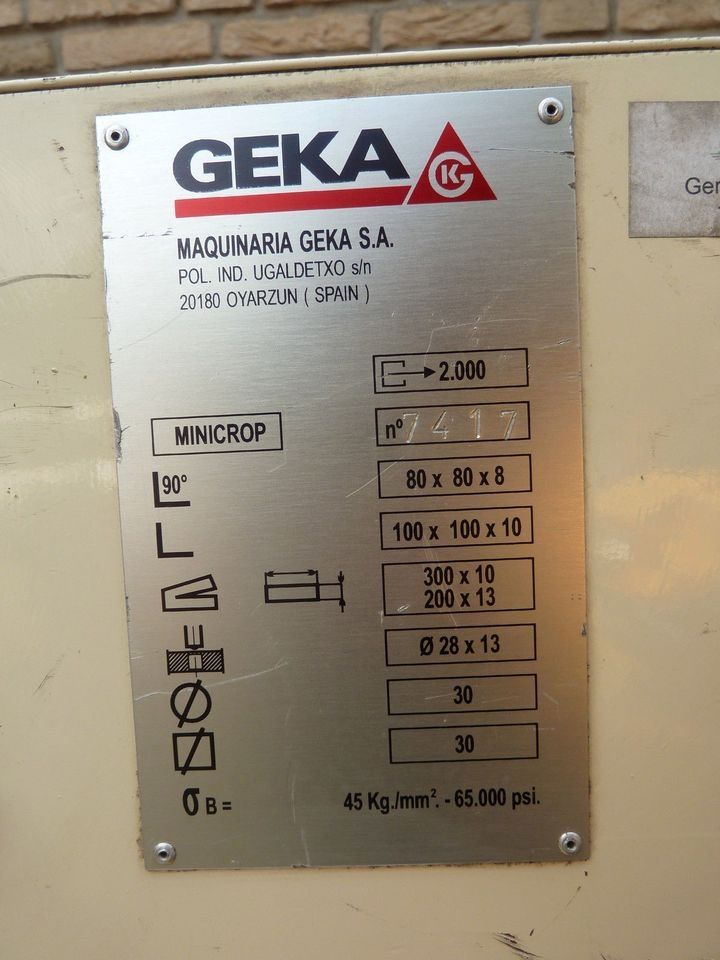 GEKA
KG
MAQUINARIA GEKA S.A.
POL. IND. UGALDETXO s/n
20180 OYARZUN ( SPAIN )
2.000
MINICROP
nº 7417
90°
80 x 80 x 8
100 x 100 x 10
300 x 10
200 x 13
Ø 28 x 13
30
30
σ B = 45 Kg./mm². - 65.000 psi.
Ger